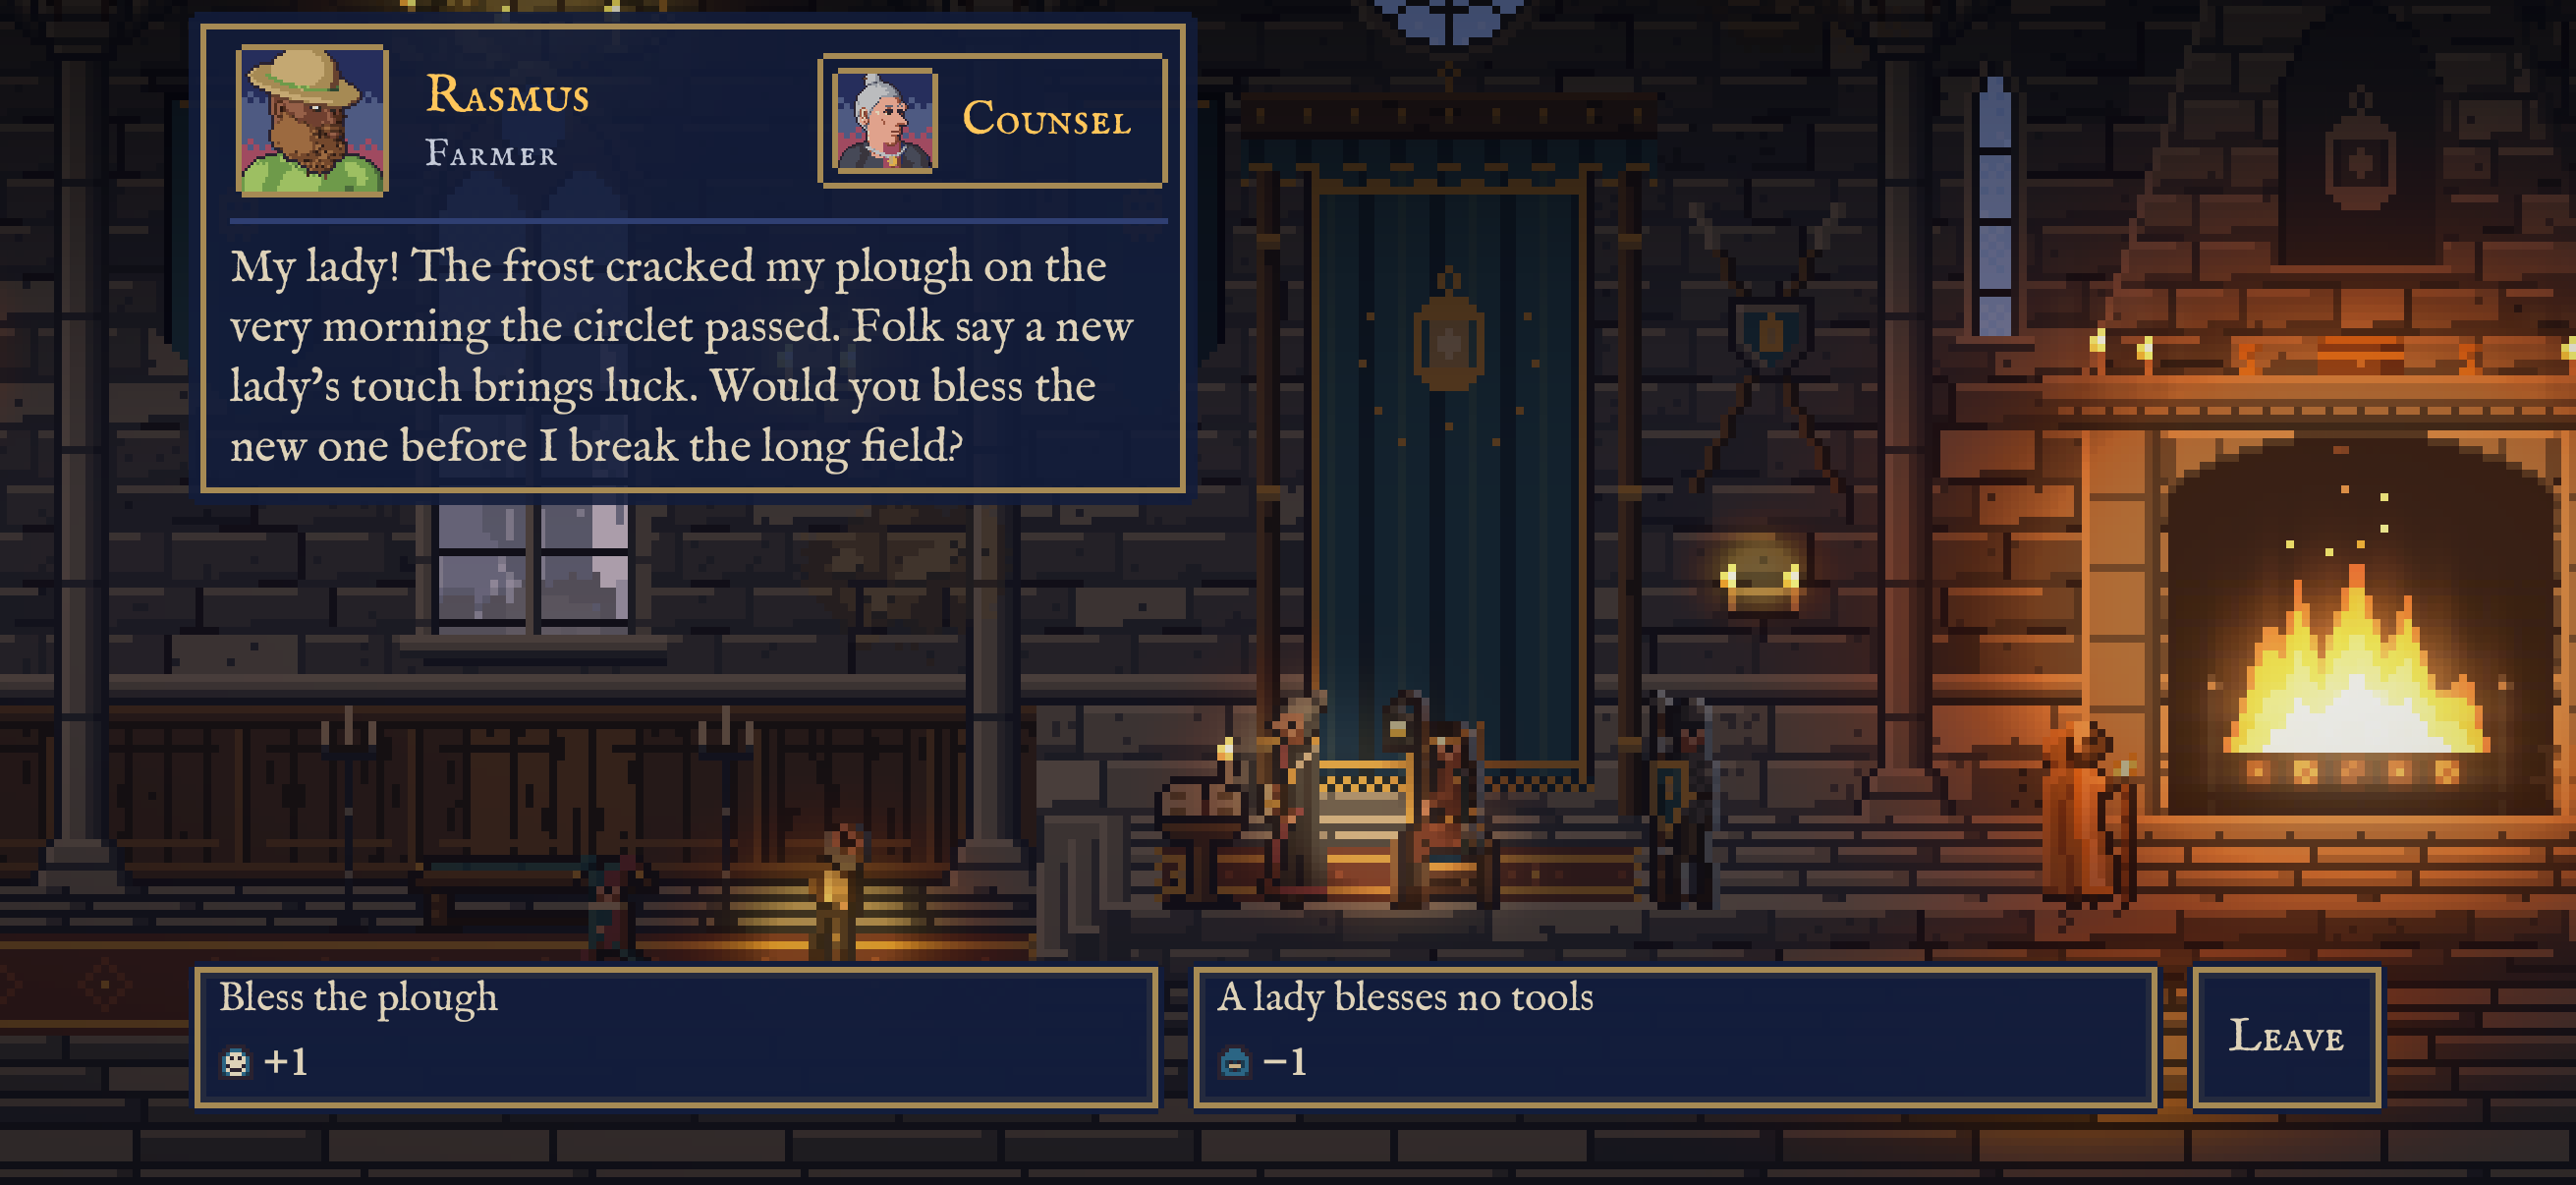 Rasmus
Farmer
Counsel
My lady! The frost cracked my plough on the
very morning the circlet passed. Folk say a new
lady’s touch brings luck. Would you bless the
new one before I break the long field?
Bless the plough
+1
A lady blesses no tools
−1
Leave